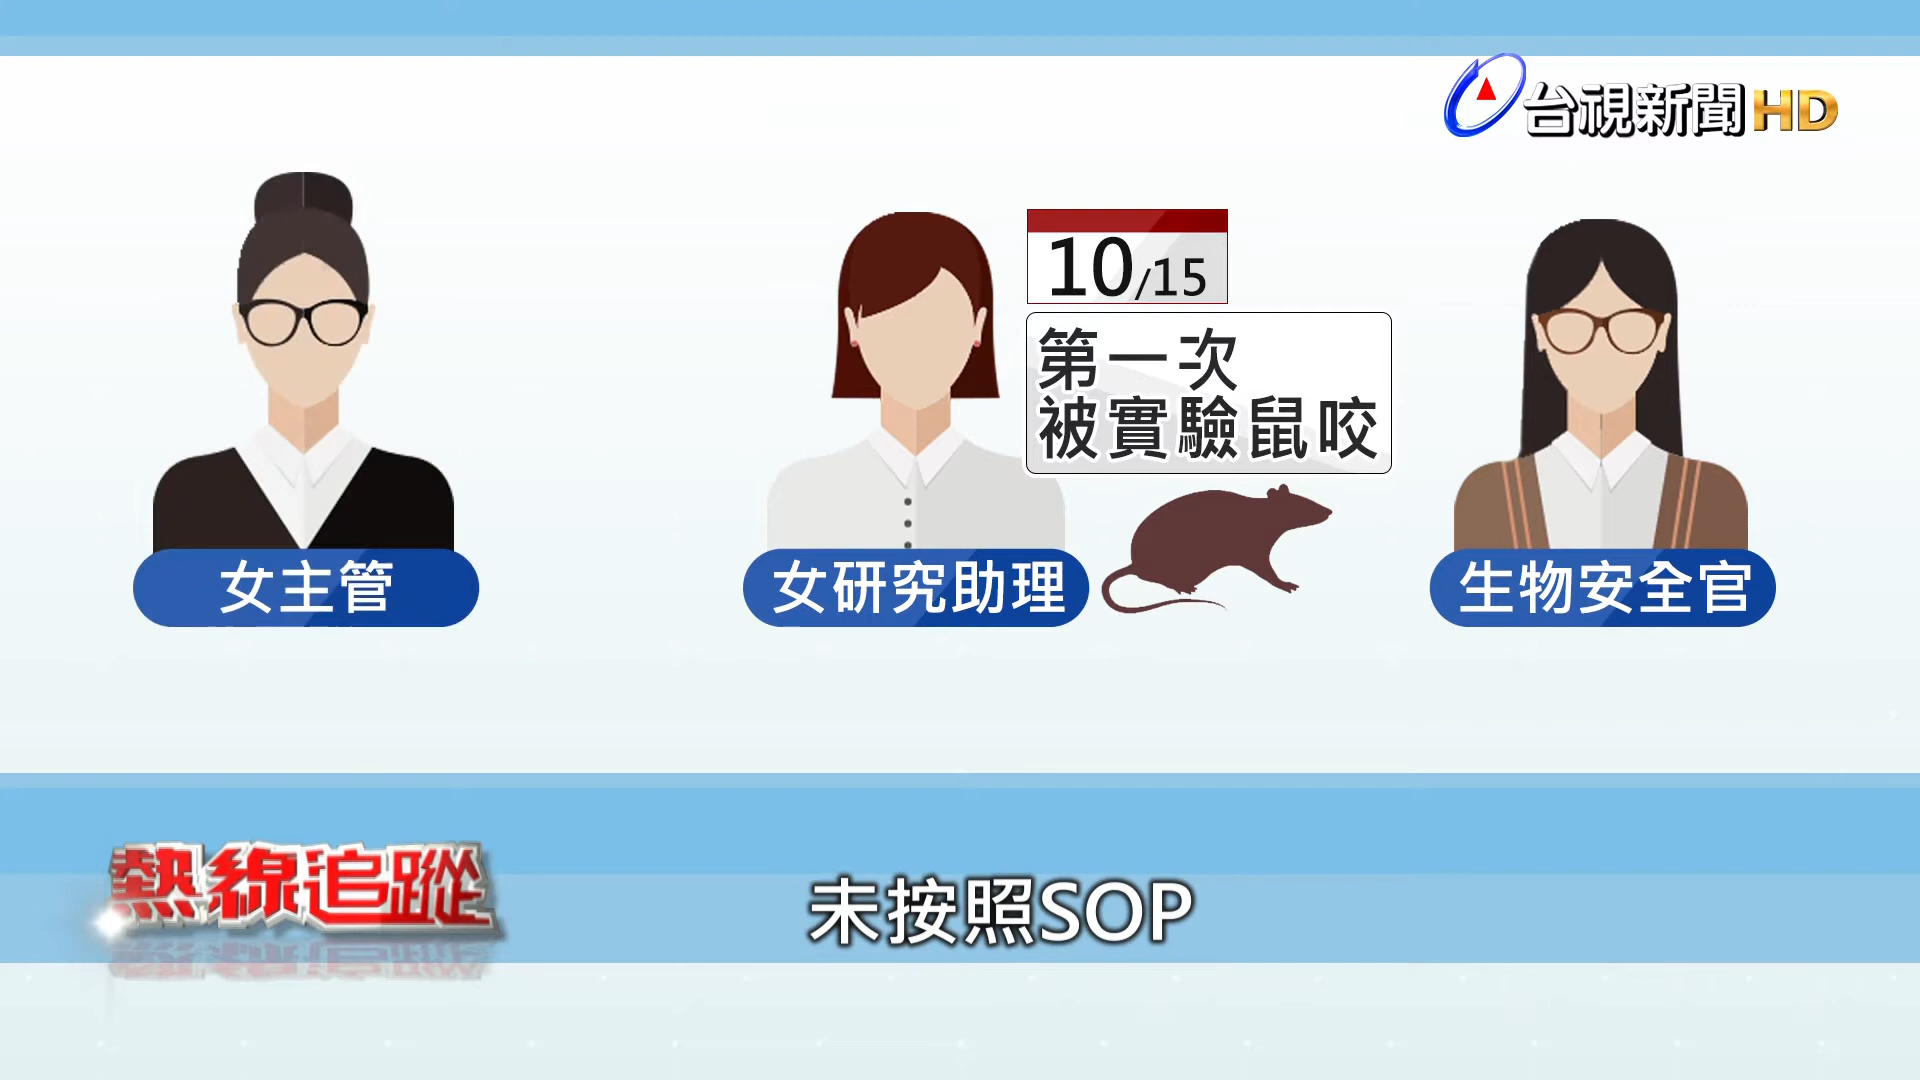 台視新聞HD
10/15
第一次
被實驗鼠咬
女主管
女研究助理
生物安全官
熱線追蹤
未按照SOP